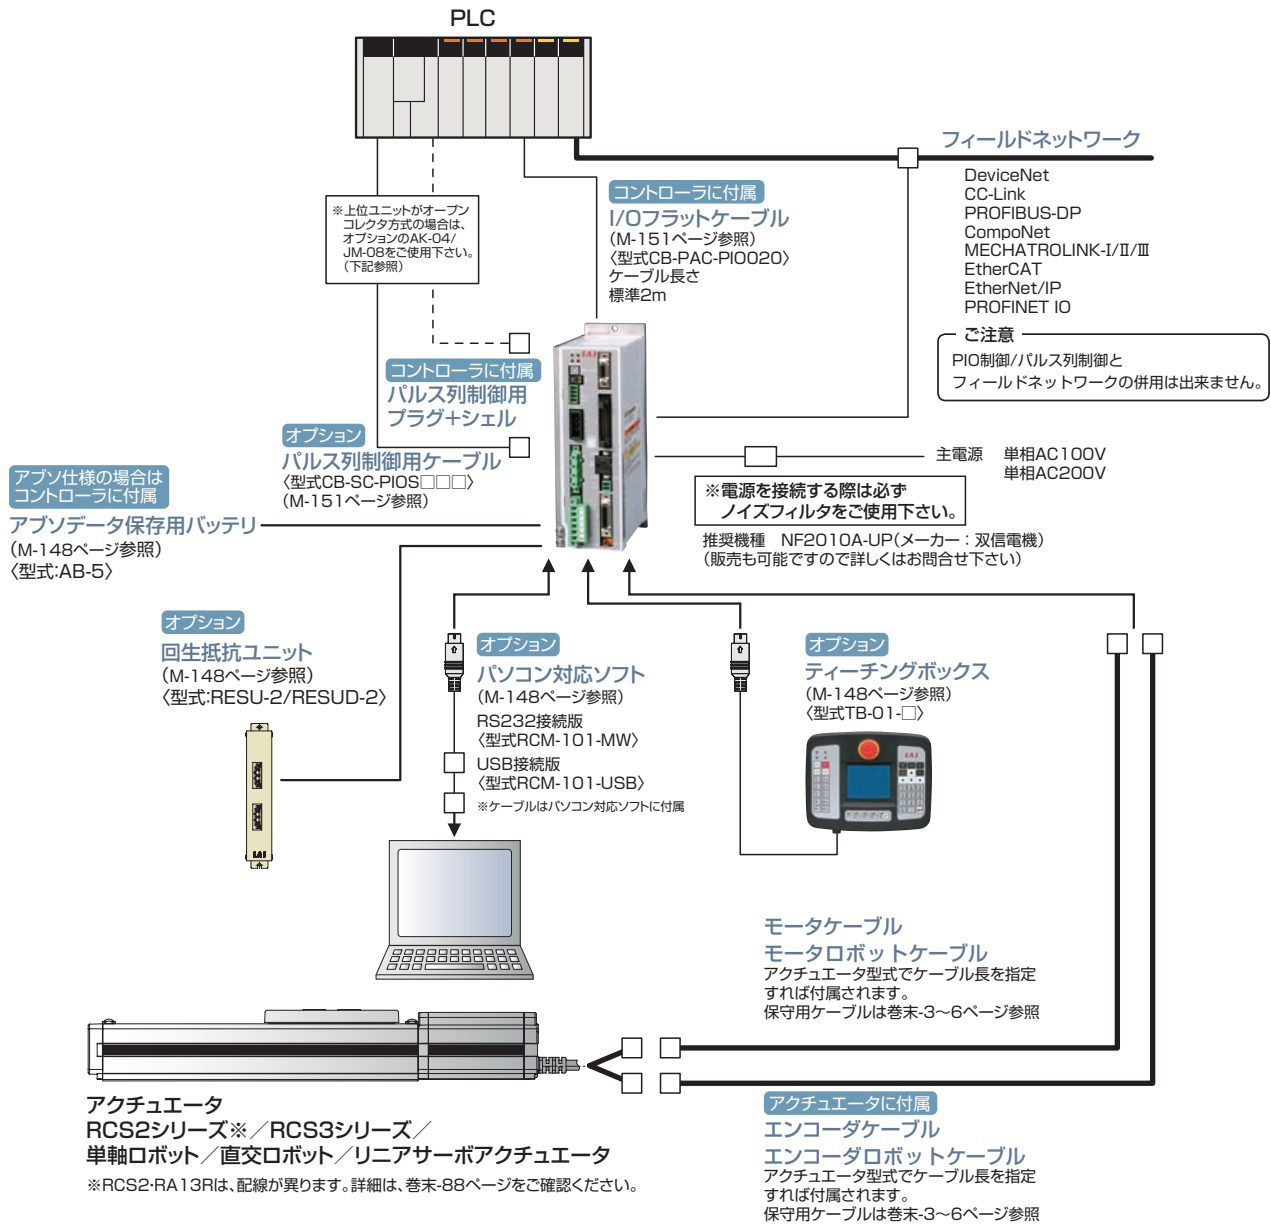 PLC
フィールドネットワーク
DeviceNet
CC-Link
PROFIBUS-DP
CompoNet
MECHATROLINK-I/II/III
EtherCAT
EtherNet/IP
PROFINET IO
ご注意
PIO制御/パルス列制御と
フィールドネットワークの併用は出来ません。
コントローラに付属
I/Oフラットケーブル
(M-151ページ参照)
〈型式CB-PAC-PIO020〉
ケーブル長さ
標準2m
※上位ユニットがオープン
コレクタ方式の場合は、
オプションのAK-04/
JM-08をご使用下さい。
(下記参照)
コントローラに付属
パルス列制御用
プラグ+シェル
オプション
パルス列制御用ケーブル
〈型式CB-SC-PIOS□□□〉
(M-151ページ参照)
アブソ仕様の場合は
コントローラに付属
アブソデータ保存用バッテリ
(M-148ページ参照)
〈型式:AB-5〉
IAI
主電源 単相AC100V
単相AC200V
※電源を接続する際は必ず
ノイズフィルタをご使用下さい。
推奨機種 NF2010A-UP(メーカー:双信電機)
(販売も可能ですので詳しくはお問合せ下さい)
オプション
回生抵抗ユニット
(M-148ページ参照)
〈型式:RESU-2/RESUD-2〉
IAI
オプション
パソコン対応ソフト
(M-148ページ参照)
RS232接続版
〈型式RCM-101-MW〉
USB接続版
〈型式RCM-101-USB〉
※ケーブルはパソコン対応ソフトに付属
オプション
ティーチングボックス
(M-148ページ参照)
〈型式TB-01-□〉
IAI
モータケーブル
モータロボットケーブル
アクチュエータ型式でケーブル長を指定
すれば付属されます。
保守用ケーブルは巻末-3〜6ページ参照
アクチュエータに付属
エンコーダケーブル
エンコーダロボットケーブル
アクチュエータ型式でケーブル長を指定
すれば付属されます。
保守用ケーブルは巻末-3〜6ページ参照
アクチュエータ
RCS2シリーズ※/RCS3シリーズ/
単軸ロボット/直交ロボット/リニアサーボアクチュエータ
※RCS2・RA13Rは、配線が異ります。詳細は、巻末-88ページをご確認ください。